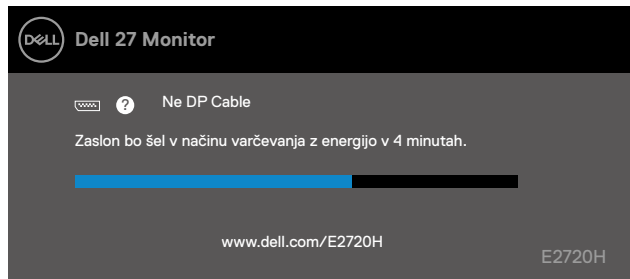 DELL Dell 27 Monitor
? Ne DP Cable
Zaslon bo šel v načinu varčevanja z energijo v 4 minutah.
www.dell.com/E2720H
E2720H